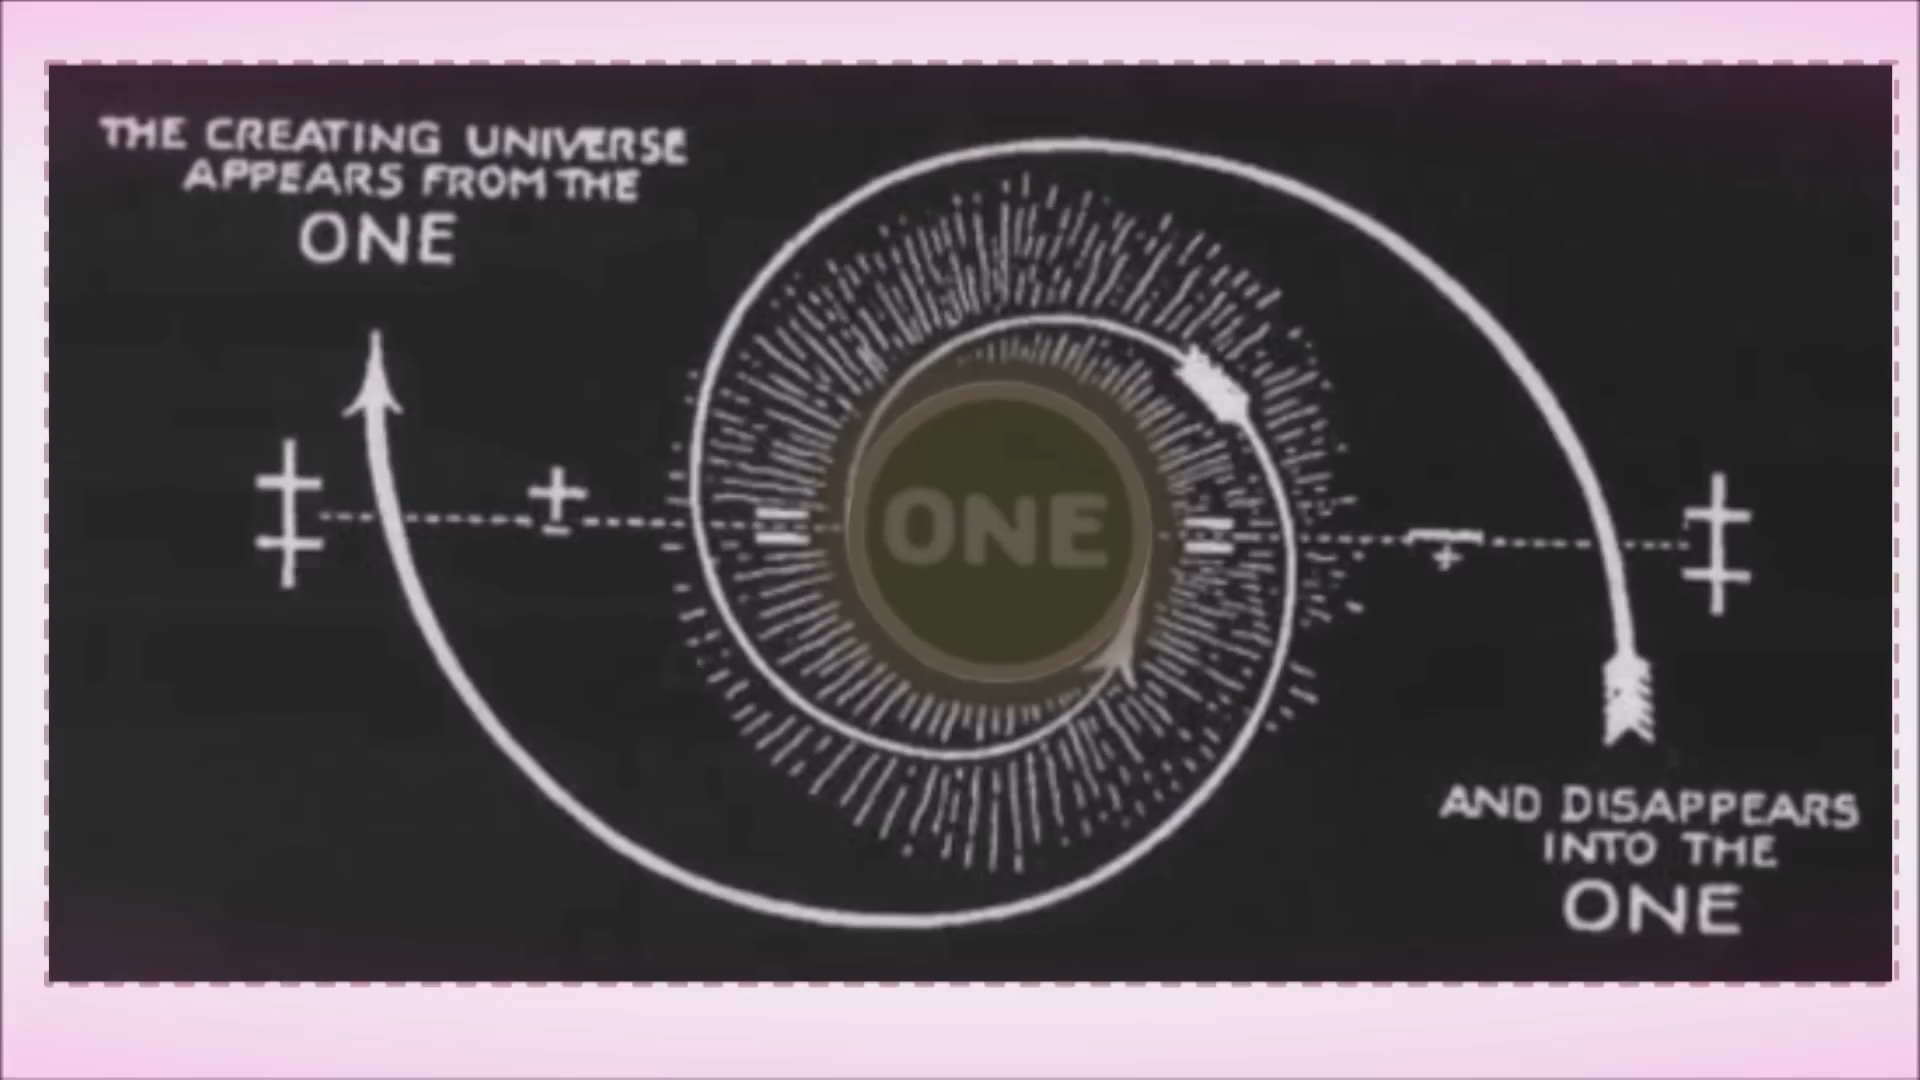 THE CREATING UNIVERSE
APPEARS FROM THE
ONE
ONE
AND DISAPPEARS
INTO THE
ONE